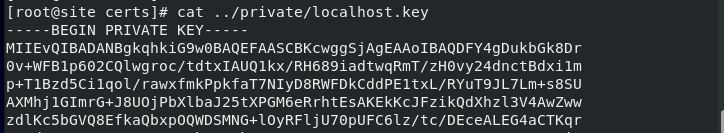 [root@site certs]# cat ../private/localhost.key
-----BEGIN PRIVATE KEY-----
MIIEvQIBADANBgkqhkiG9w0BAQEFAASCBKcwggSjAgEAAoIBAQDFY4gDukbGk8Dr
0v+WFB1p602CQlwgroc/tdtxIAUQ1kx/RH689iadtwqRmT/zH0vy24dnctBdxi1m
p+T1Bzd5Ci1qol/rawxfmkPpkfaT7NIyD8RWFDkCddPE1txL/RYuT9JL7Lm+s8SU
AXMhj1GImrG+J8UOjPbXlbaJ25tXPGM6eRrhtEsAKEkKcJFzikQdXhzl3V4AwZww
zdlKc5bGVQ8EfkaQbxpOQWDSMNG+lOyRFljU70pUFC6lz/tc/DEceALEG4aCTKqr